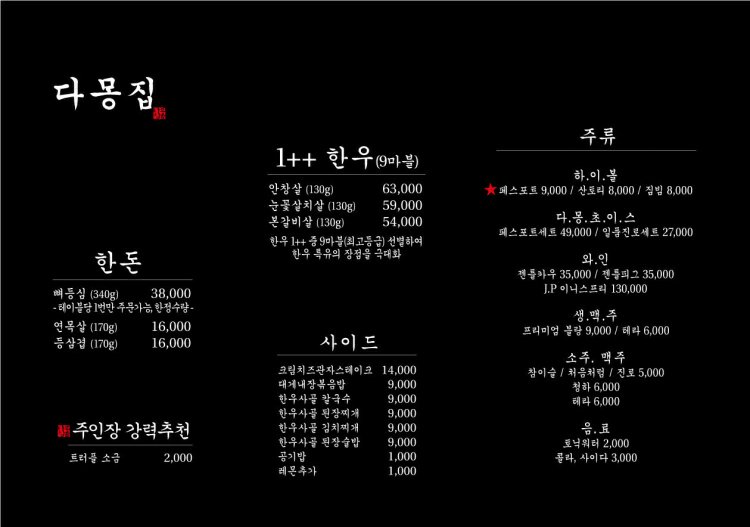 다몽집
한돈
뼈등심 (340g) 38,000
- 테이블당 1번만 주문가능, 한정수량 -
연목살 (170g) 16,000
등삼겹 (170g) 16,000
주인장 강력추천
트러플 소금 2,000
1++ 한우(9마블)
안창살 (130g) 63,000
눈꽃살치살 (130g) 59,000
본갈비살 (130g) 54,000
한우 1++ 중 9마블(최고등급) 선별하여
한우 특유의 장점을 극대화
사이드
크림치즈관자스테이크 14,000
대게내장볶음밥 9,000
한우사골 칼국수 9,000
한우사골 된장찌개 9,000
한우사골 김치찌개 9,000
한우사골 된장술밥 9,000
공기밥 1,000
레몬추가 1,000
주류
하.이.볼
★페스포트 9,000 / 산토리 8,000 / 짐빔 8,000
다.몽.초.이.스
페스포트세트 49,000 / 일품진로세트 27,000
와.인
젠틀카우 35,000 / 젠틀피그 35,000
J.P 이니스프리 130,000
생.맥.주
프리미엄 블랑 9,000 / 테라 6,000
소주. 맥주
참이슬 / 처음처럼 / 진로 5,000
청하 6,000
테라 6,000
음.료
토닉워터 2,000
콜라, 사이다 3,000